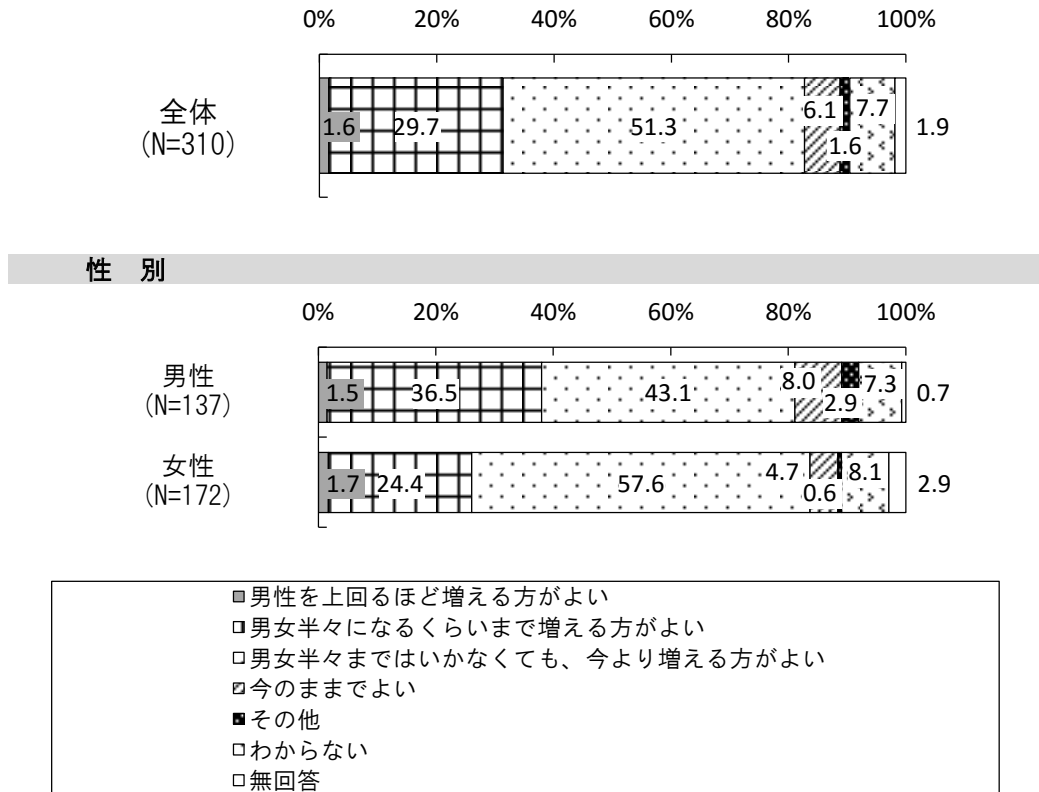 0% 20% 40% 60% 80% 100%
全体
(N=310)
1.6 29.7 51.3 6.1 1.6 7.7 1.9
性 別
0% 20% 40% 60% 80% 100%
男性
(N=137)
1.5 36.5 43.1 8.0 2.9 7.3 0.7
女性
(N=172)
1.7 24.4 57.6 4.7 0.6 8.1 2.9
男性を上回るほど増える方がよい
男女半々になるくらいまで増える方がよい
男女半々まではいかなくても、今より増える方がよい
今のままでよい
その他
わからない
無回答